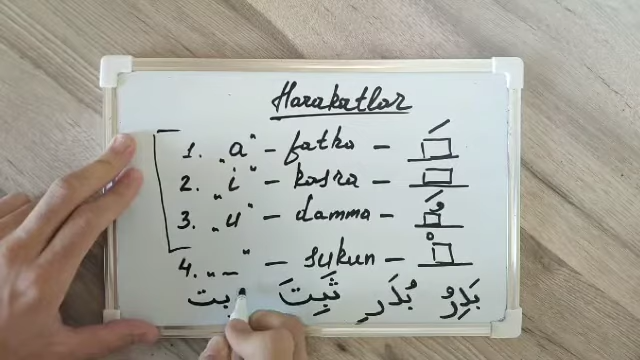 Harakatlar
1. „a" - fatha -
2. „i" - kasra -
3. „u" - damma -
4. „—" - sukun -
بَدِرُ بُدَرِ ثَبِتَ بت